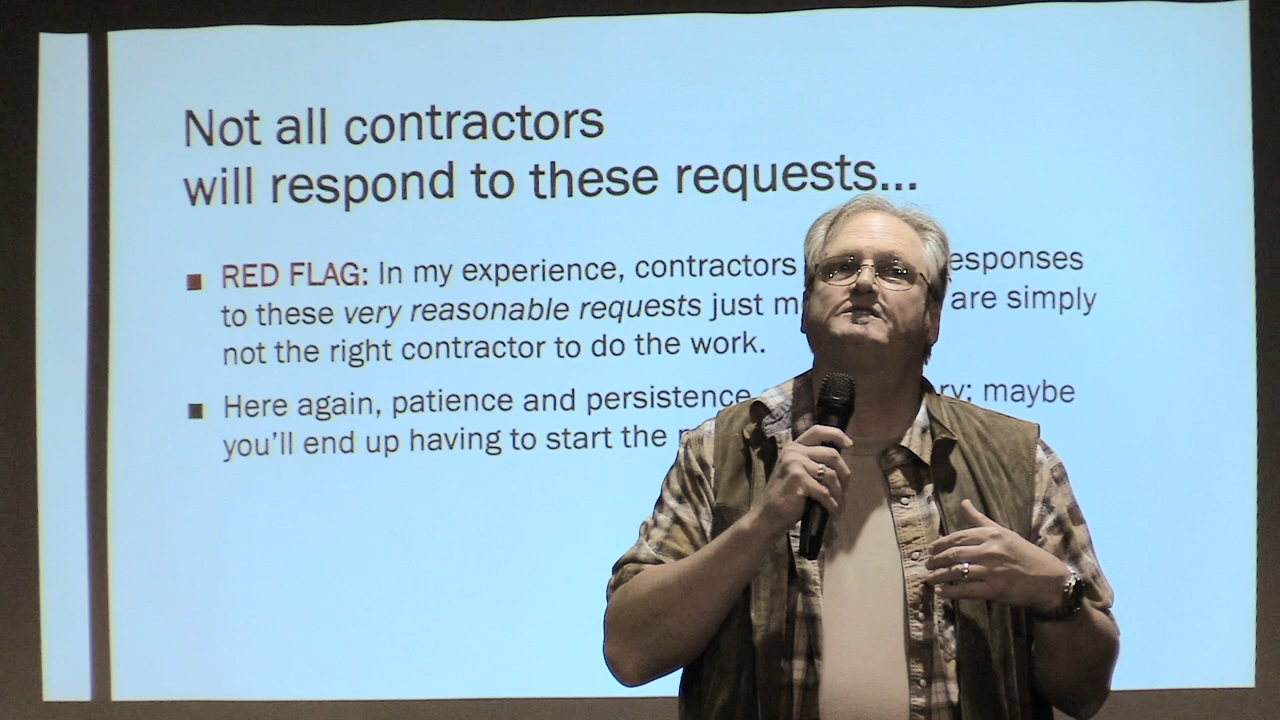 Not all contractors
will respond to these requests...
RED FLAG: In my experience, contractors
to these very reasonable requests just are simply
not the right contractor to do the work.
Here again, patience and persistence maybe
you'll end up having to start the